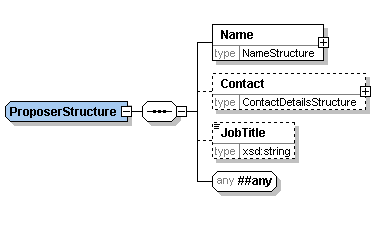 Name
type NameStructure
Contact
type ContactDetailsStructure
ProposerStructure
JobTitle
type xsd:string
any ##any